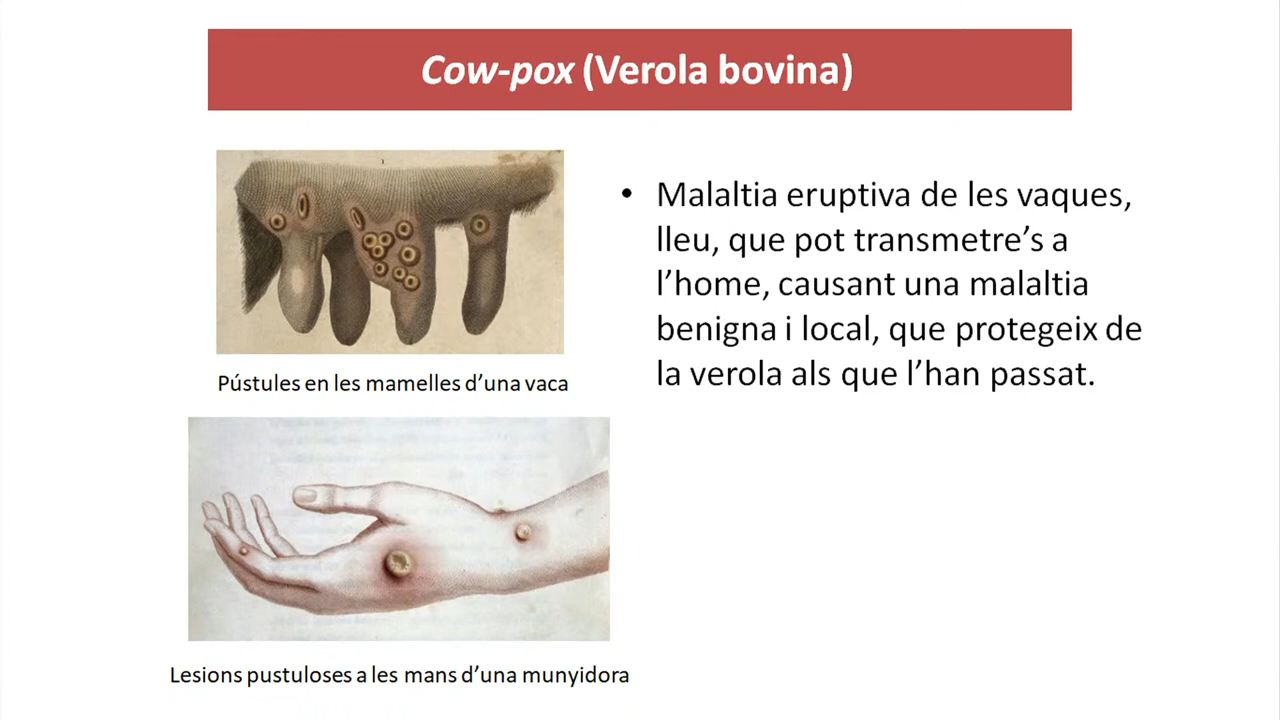 Cow-pox (Verola bovina)
Pústules en les mamelles d’una vaca
Lesions pustuloses a les mans d’una munyidora
• Malaltia eruptiva de les vaques,
lleu, que pot transmetre’s a
l’home, causant una malaltia
benigna i local, que protegeix de
la verola als que l’han passat.